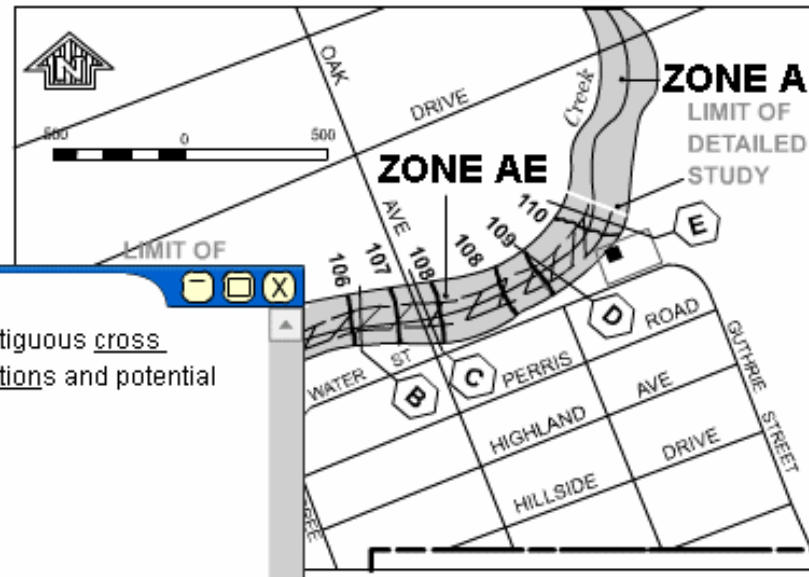 N
OAK
DRIVE
Creek
ZONE A
LIMIT OF
DETAILED
STUDY
500
0
500
ZONE AE
AVE
110
E
LIMIT OF
106
107
108
108
109
D
X
tiguous cross
tions and potential
WATER ST
B
C
PERRIS ROAD
GUTHRIE STREET
HIGHLAND AVE
HILLSIDE DRIVE
REE